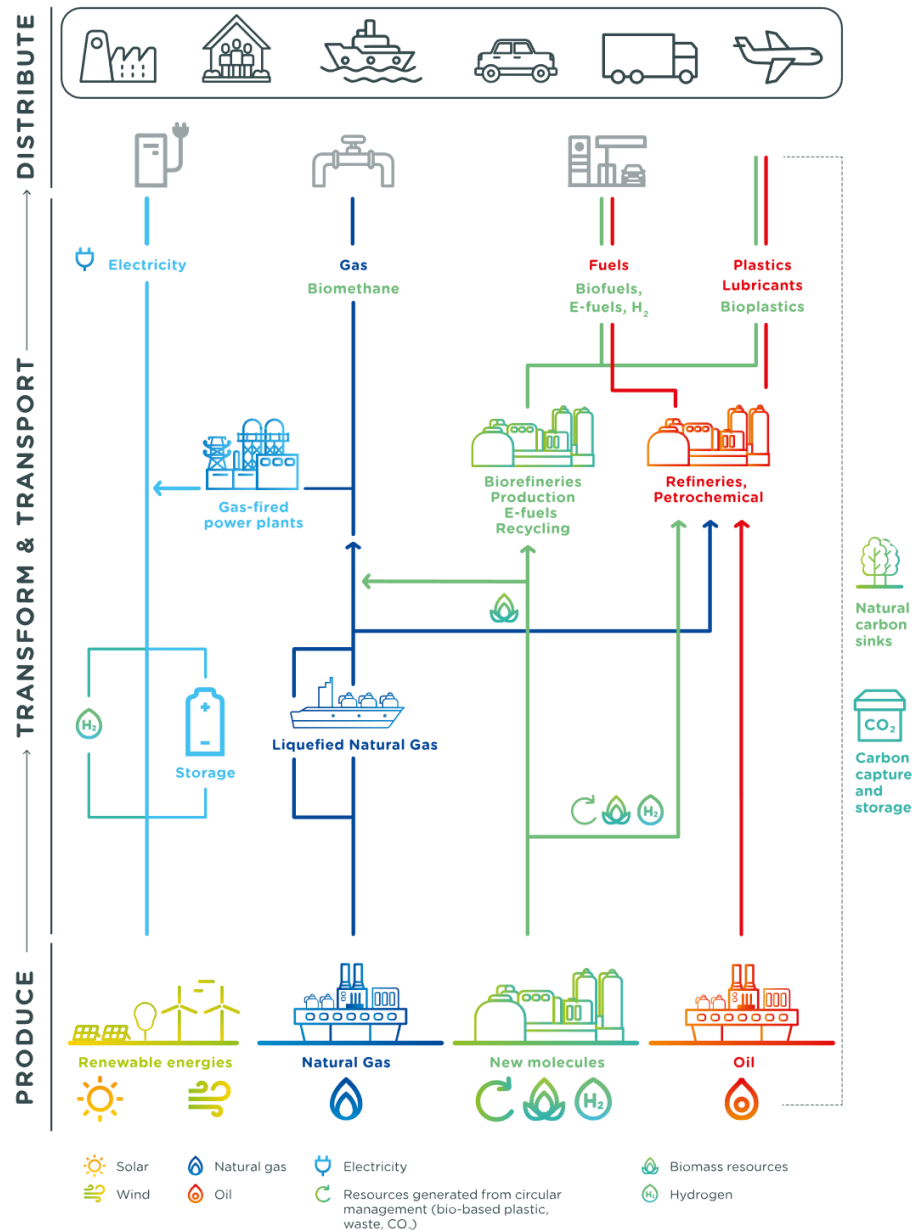 DISTRIBUTE
TRANSFORM & TRANSPORT
PRODUCE
Electricity
Gas
Biomethane
Fuels
Biofuels,
E-fuels, H₂
Plastics
Lubricants
Bioplastics
Gas-fired
power plants
Biorefineries
Production
E-fuels
Recycling
Refineries,
Petrochemical
Natural
carbon
sinks
H₂
+
-
Storage
Liquefied Natural Gas
CO₂
Carbon
capture
and
storage
H₂
Renewable energies
Natural Gas
New molecules
Oil
H₂
Solar
Wind
Natural gas
Oil
Electricity
Resources generated from circular
management (bio-based plastic,
waste, CO₂)
Biomass resources
H₂
Hydrogen